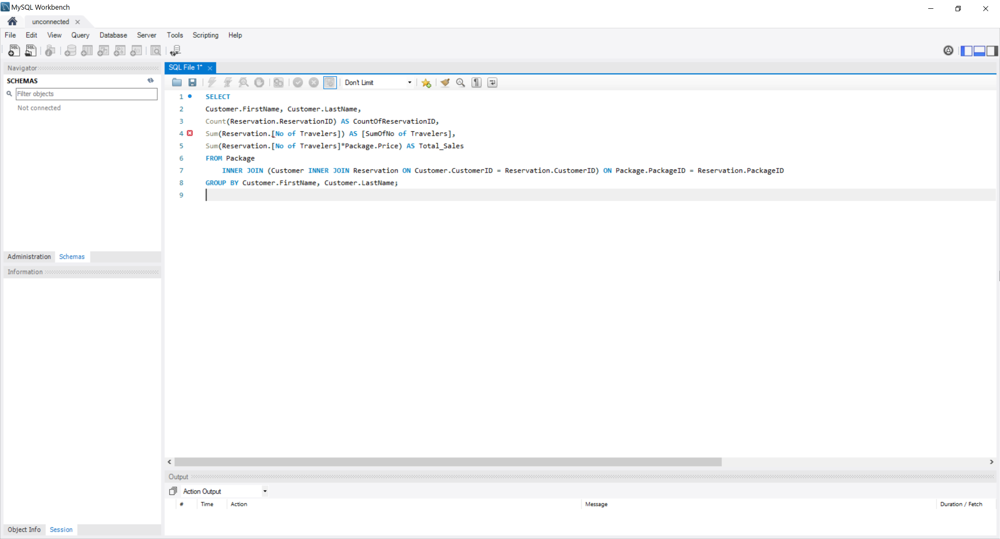 MySQL Workbench
unconnected
File Edit View Query Database Server Tools Scripting Help
SQL SQL
Navigator
SCHEMAS
Filter objects
Not connected
Administration Schemas
Information
Object Info Session
SQL File 1*
Don't Limit
1 SELECT
2 Customer.FirstName, Customer.LastName,
3 Count(Reservation.ReservationID) AS CountOfReservationID,
4 Sum(Reservation.[No of Travelers]) AS [SumOfNo of Travelers],
5 Sum(Reservation.[No of Travelers]*Package.Price) AS Total_Sales
6 FROM Package
7 INNER JOIN (Customer INNER JOIN Reservation ON Customer.CustomerID = Reservation.CustomerID) ON Package.PackageID = Reservation.PackageID
8 GROUP BY Customer.FirstName, Customer.LastName;
9
Output
Action Output
# Time Action Message Duration / Fetch